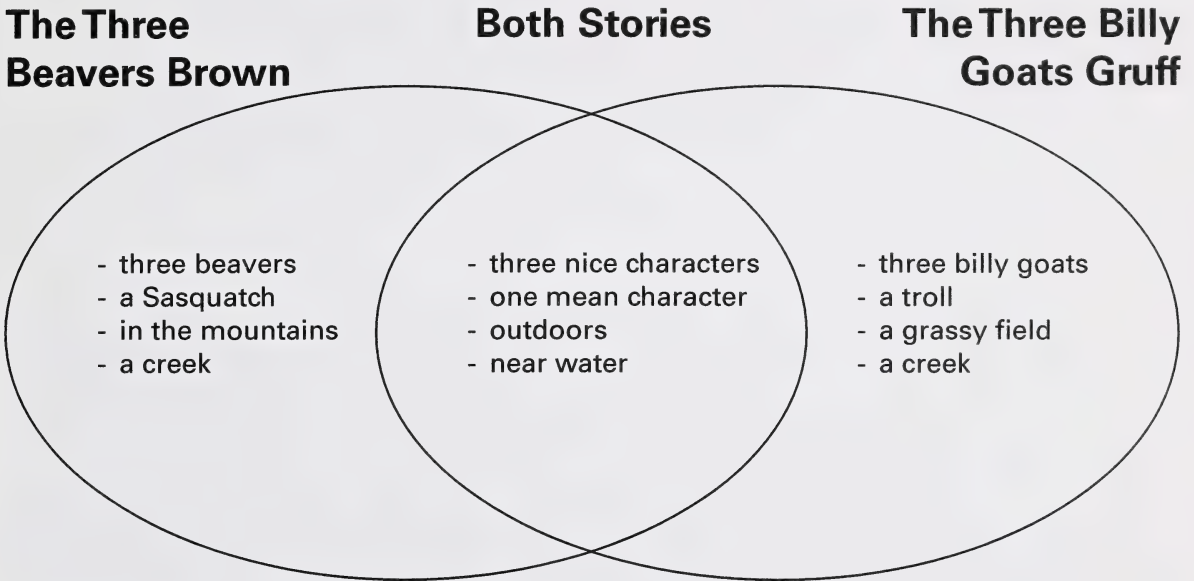 The Three
Beavers Brown
Both Stories
The Three Billy
Goats Gruff
- three beavers
- a Sasquatch
- in the mountains
- a creek
- three nice characters
- one mean character
- outdoors
- near water
- three billy goats
- a troll
- a grassy field
- a creek